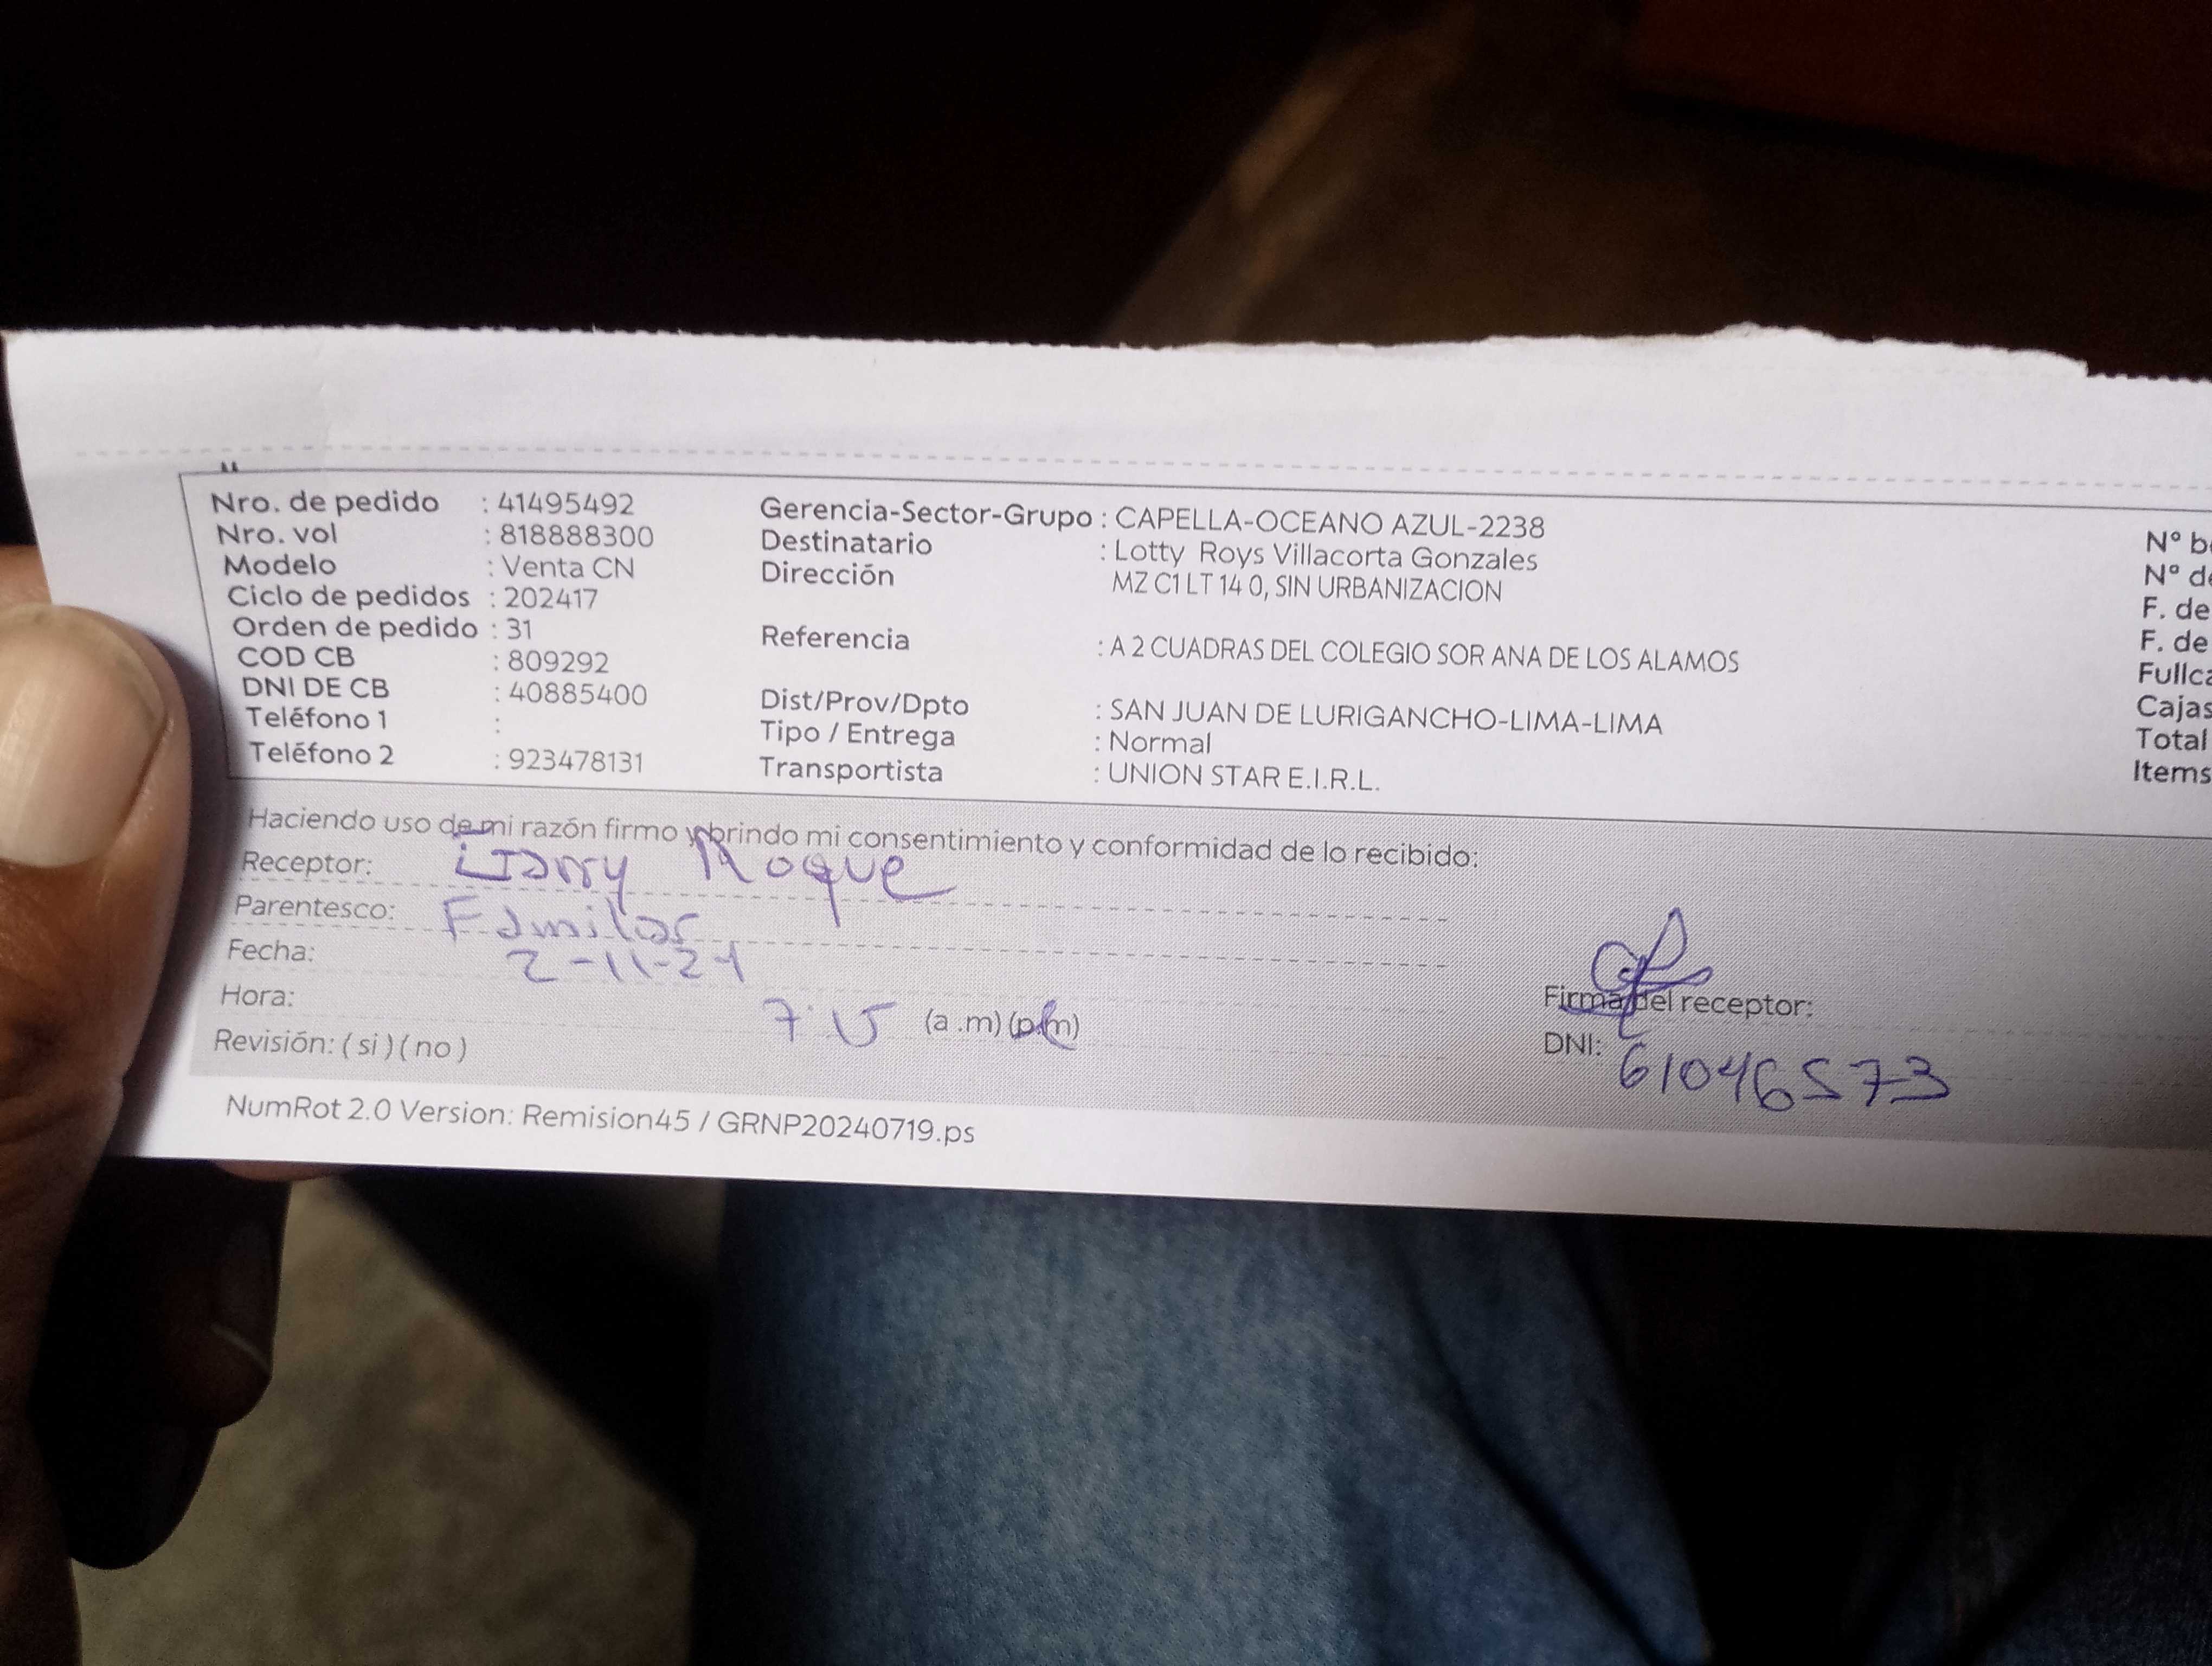 Nro. de pedido : 41495492
Nro. vol : 818888300
Modelo : Venta CN
Ciclo de pedidos : 202417
Orden de pedido : 31
COD CB : 809292
DNI DE CB : 40885400
Teléfono 1 :
Teléfono 2 : 923478131
Gerencia-Sector-Grupo : CAPELLA-OCEANO AZUL-2238
Destinatario : Lotty Roys Villacorta Gonzales
Dirección MZ C1 LT 14 0, SIN URBANIZACION
Referencia : A 2 CUADRAS DEL COLEGIO SOR ANA DE LOS ALAMOS
Dist/Prov/Dpto : SAN JUAN DE LURIGANCHO-LIMA-LIMA
Tipo / Entrega : Normal
Transportista : UNION STAR E.I.R.L.
N° b
N° de
F. de
F. de
Fullca
Cajas
Total
Items
Haciendo uso de mi razón firmo y brindo mi consentimiento y conformidad de lo recibido:
Receptor: Roque
Parentesco: Familiar
Fecha: 2-11-24
Hora: 7:15 (a.m) (p.m)
Revisión: ( si ) ( no )
Firma del receptor:
DNI: 61046573
NumRot 2.0 Version: Remision45 / GRNP20240719.ps